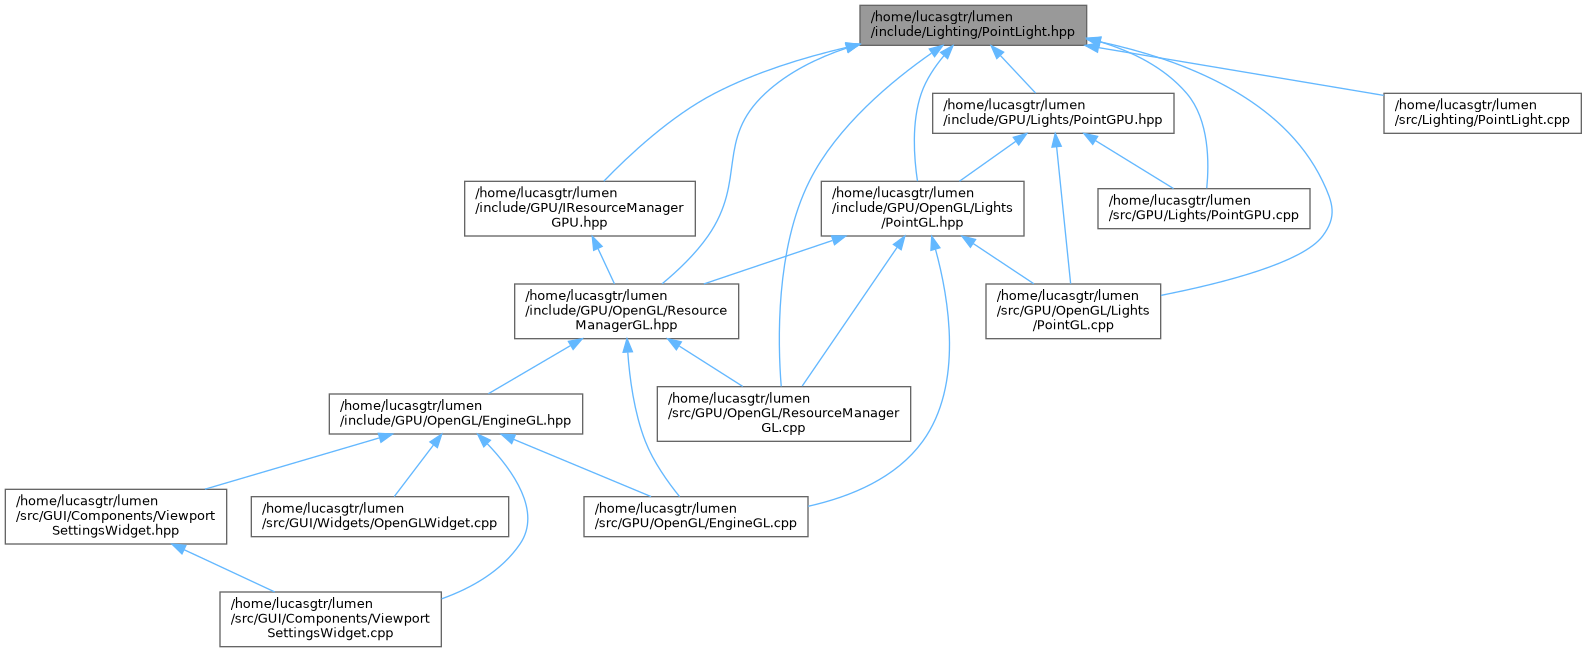 /home/lucasgtr/lumen
/include/Lighting/PointLight.hpp
/home/lucasgtr/lumen
/include/GPU/Lights/PointGPU.hpp
/home/lucasgtr/lumen
/src/Lighting/PointLight.cpp
/home/lucasgtr/lumen
/include/GPU/IResourceManager
GPU.hpp
/home/lucasgtr/lumen
/include/GPU/OpenGL/Lights
/PointGL.hpp
/home/lucasgtr/lumen
/src/GPU/Lights/PointGPU.cpp
/home/lucasgtr/lumen
/include/GPU/OpenGL/Resource
ManagerGL.hpp
/home/lucasgtr/lumen
/src/GPU/OpenGL/Lights
/PointGL.cpp
/home/lucasgtr/lumen
/include/GPU/OpenGL/EngineGL.hpp
/home/lucasgtr/lumen
/src/GPU/OpenGL/ResourceManager
GL.cpp
/home/lucasgtr/lumen
/src/GUI/Components/Viewport
SettingsWidget.hpp
/home/lucasgtr/lumen
/src/GUI/Widgets/OpenGLWidget.cpp
/home/lucasgtr/lumen
/src/GPU/OpenGL/EngineGL.cpp
/home/lucasgtr/lumen
/src/GUI/Components/Viewport
SettingsWidget.cpp